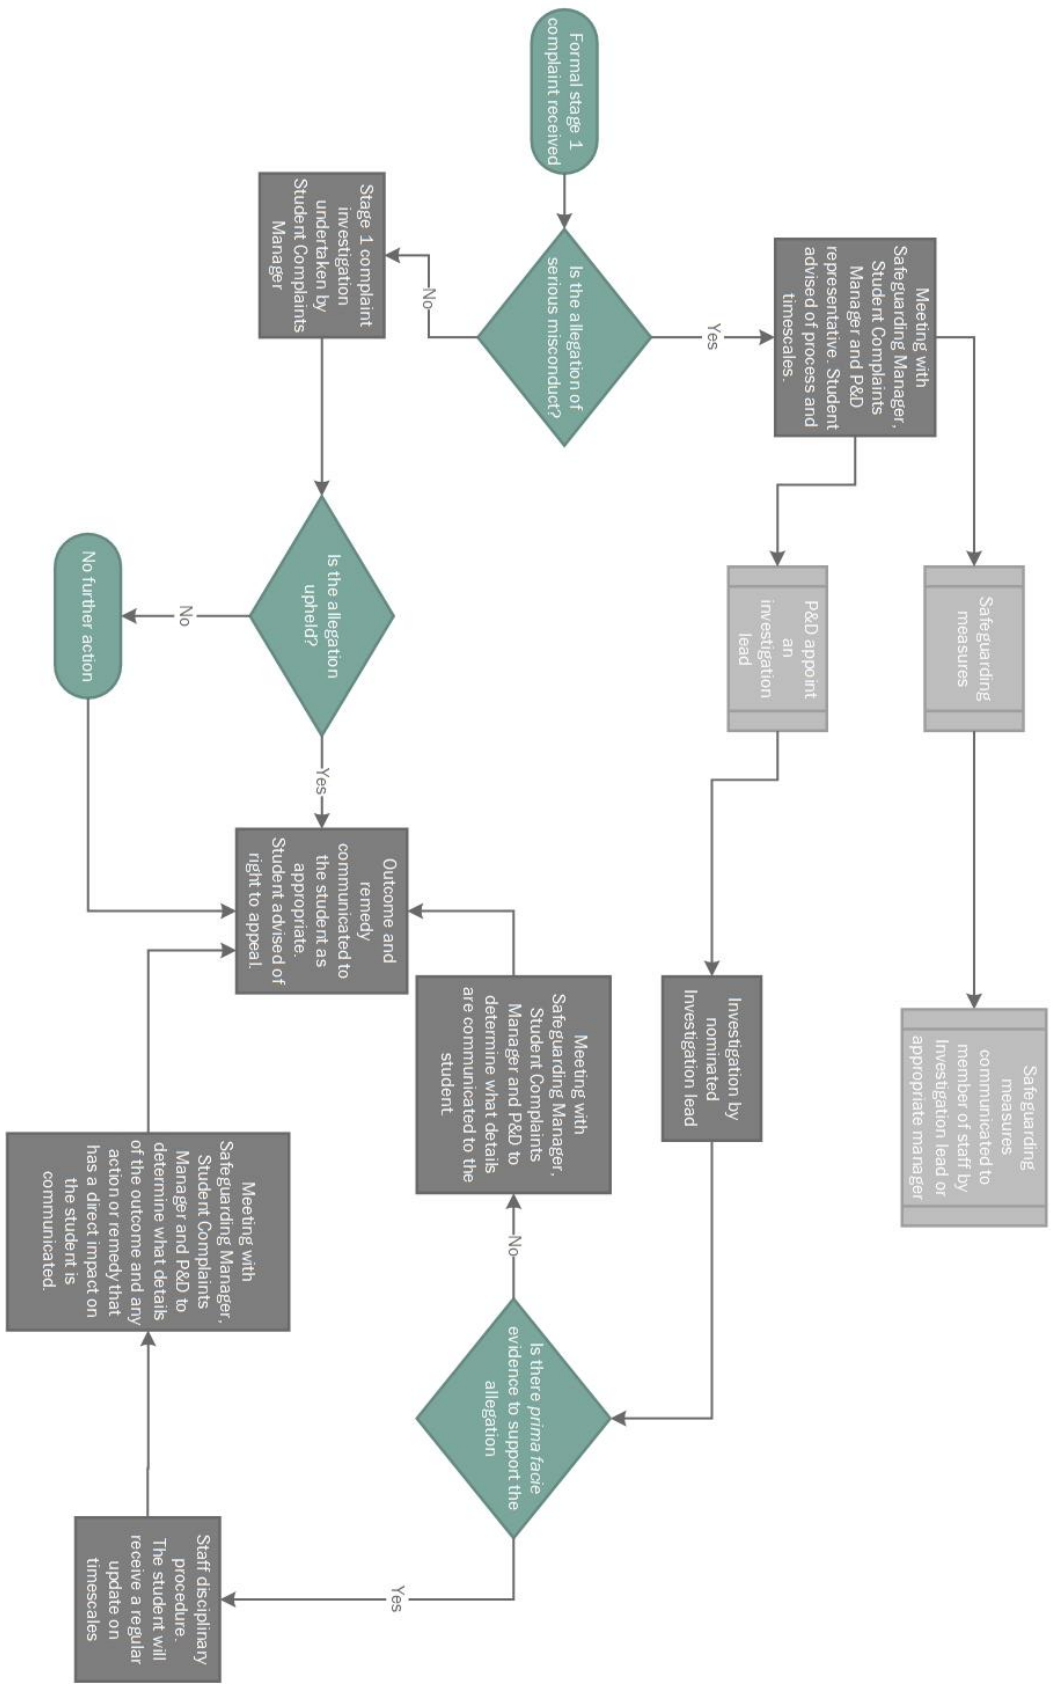 Formal stage 1
complaint received
Is the allegation of
serious misconduct?
Yes
No
Meeting with
Safeguarding Manager,
Student Complaints
Manager and P&D
representative. Student
advised of process and
timescales.
Safeguarding
measures
Safeguarding
measures
communicated to
member of staff by
Investigation lead or
appropriate manager
P&D appoint
an
investigation
lead
Investigation by
nominated
Investigation lead
Is there prima facie
evidence to support the
allegation
No
Yes
Meeting with
Safeguarding Manager,
Student Complaints
Manager and P&D to
determine what details
are communicated to the
student.
Stage 1 complaint
investigation
undertaken by
Student Complaints
Manager
Is the allegation
upheld?
Yes
No
No further action
Outcome and
remedy
communicated to
the student as
appropriate.
Student advised of
right to appeal.
Meeting with
Safeguarding Manager,
Student Complaints
Manager and P&D to
determine what details
of the outcome and any
action or remedy that
has a direct impact on
the student is
communicated.
Staff disciplinary
procedure.
The student will
receive a regular
update on
timescales